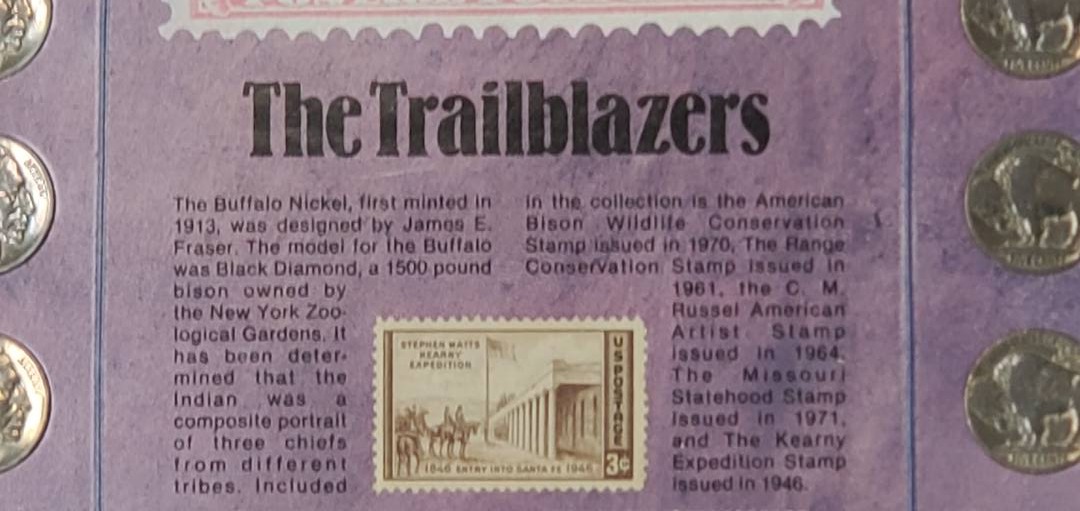 The Trailblazers
The Buffalo Nickel, first minted in
1913, was designed by James E.
Fraser. The model for the Buffalo
was Black Diamond, a 1500 pound
bison owned by
the New York Zoo-
logical Gardens. It
has been deter-
mined that the
Indian was a
composite portrait
of three chiefs
from different
tribes. Included
in the collection is the American
Bison Wildlife Conservation
Stamp issued in 1970, The Range
Conservation Stamp issued in
1961, the C. M.
Russel American
Artist Stamp
issued in 1964,
The Missouri
Statehood Stamp
issued in 1971,
and The Kearny
Expedition Stamp
issued in 1946.
STEPHEN WATTS
KEARNY
EXPEDITION
US POSTAGE
1846 ENTRY INTO SANTA FE 1946
3¢